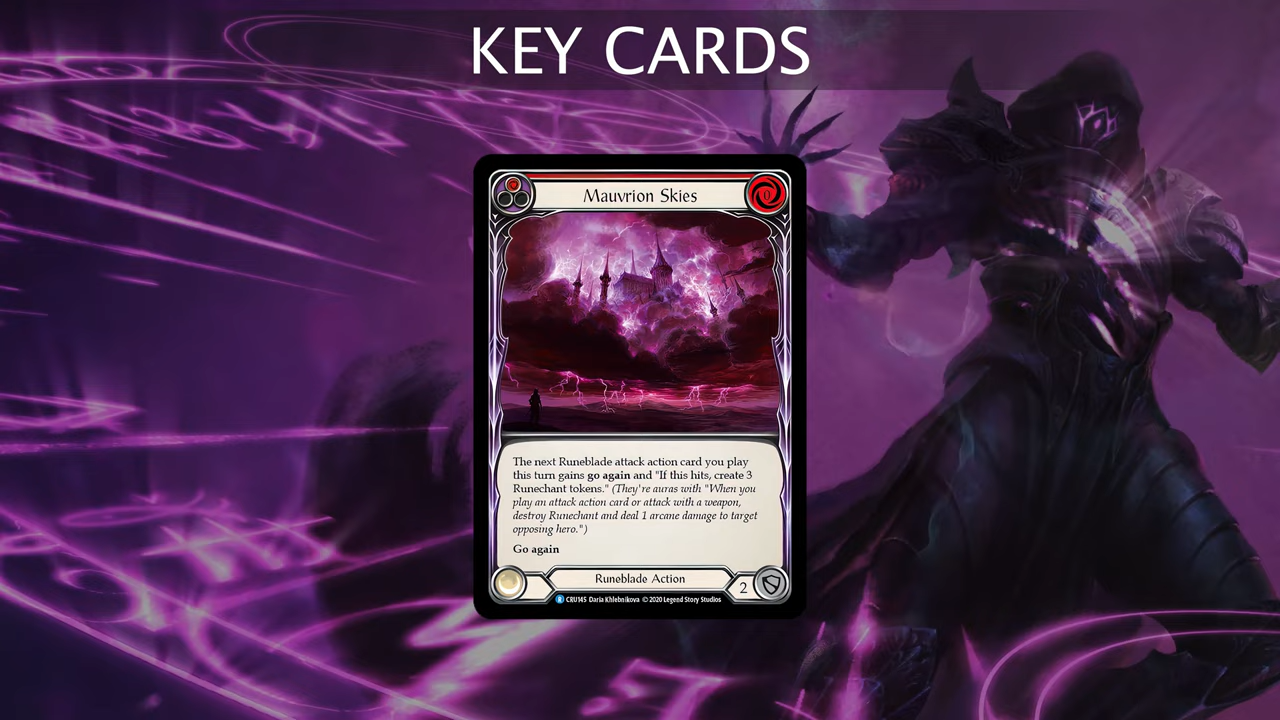 KEY CARDS
Mauvrion Skies
0
The next Runeblade attack action card you play
this turn gains go again and "If this hits, create 3
Runechant tokens." (They're auras with "When you
play an attack action card or attack with a weapon,
destroy Runechant and deal 1 arcane damage to target
opposing hero.")
Go again
Runeblade Action
2
R CRU145 Daria Khlebnikova © 2020 Legend Story Studios